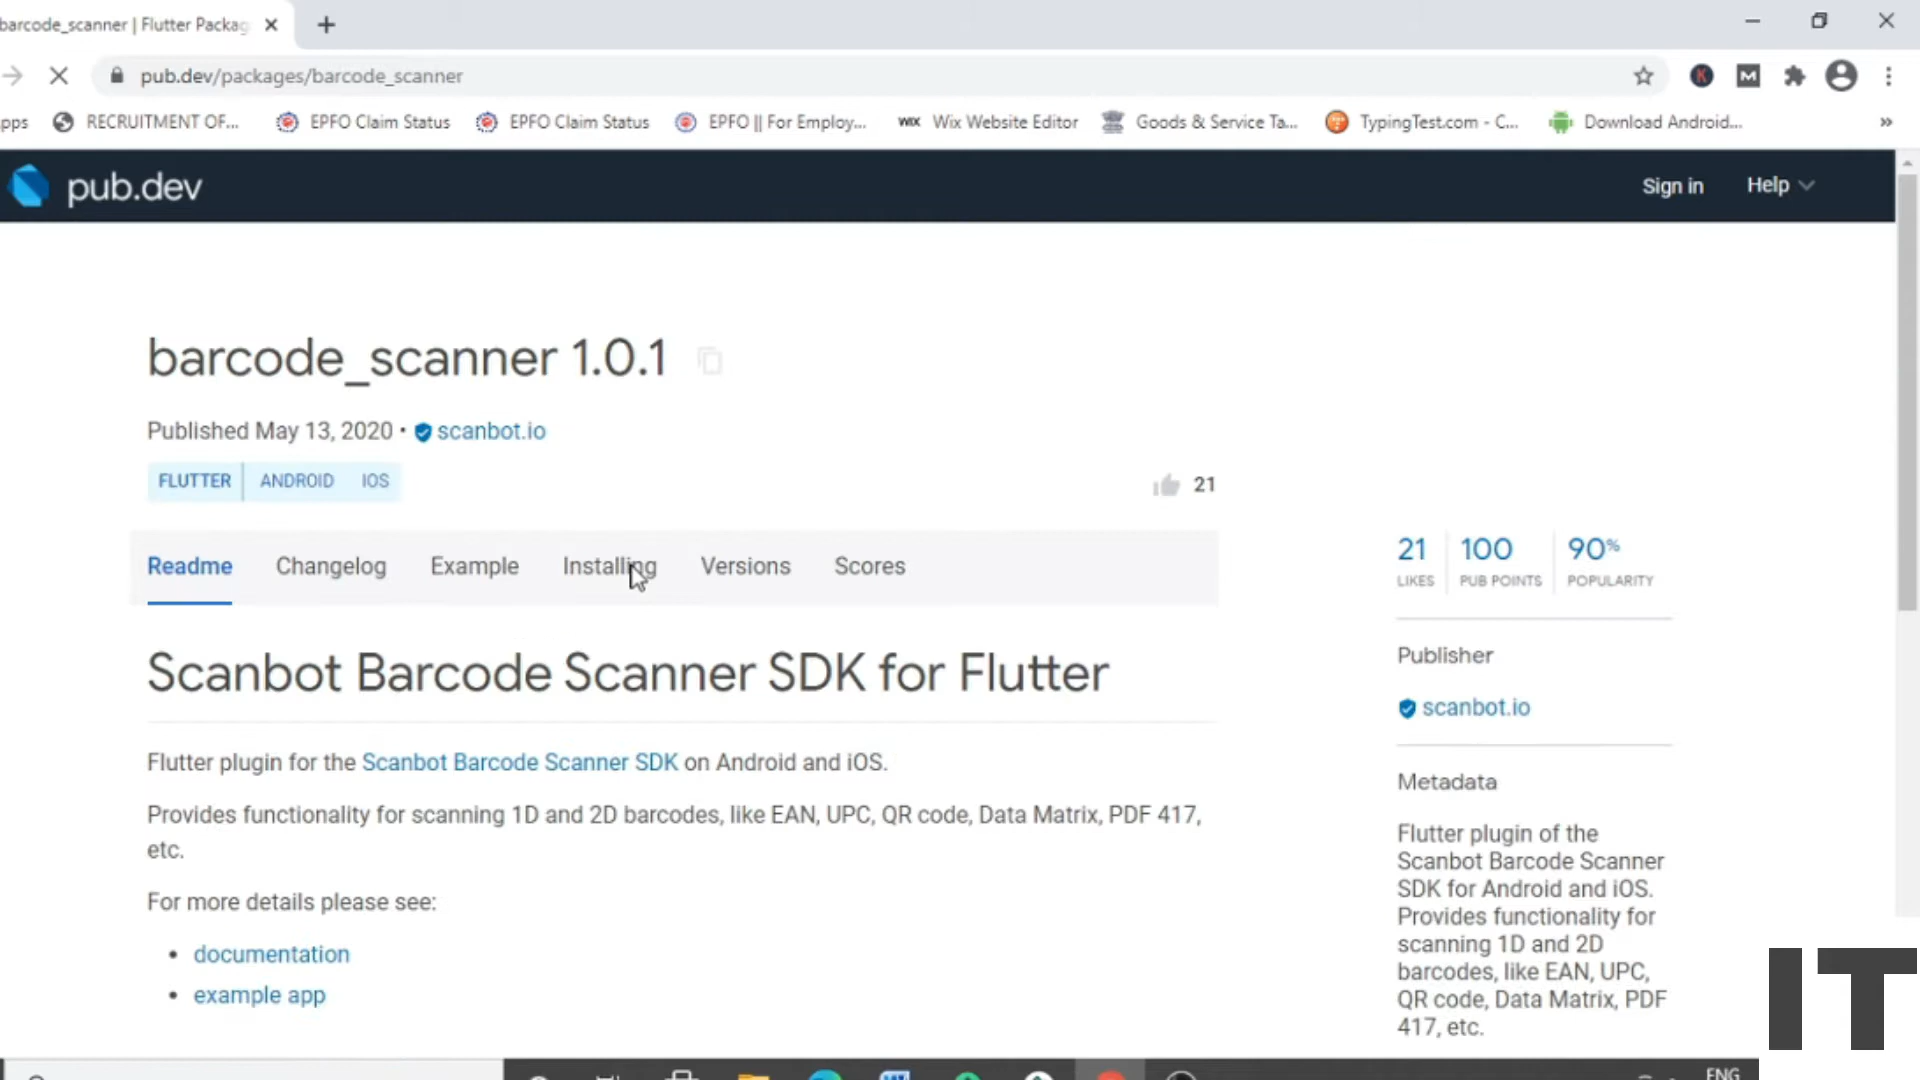 barcode_scanner | Flutter Packag
pub.dev/packages/barcode_scanner
M
pps
RECRUITMENT OF...
EPFO Claim Status
EPFO Claim Status
EPFO || For Employ...
WIX
Wix Website Editor
Goods & Service Ta...
TypingTest.com - C...
Download Android...
»
pub.dev
Sign in
Help
barcode_scanner 1.0.1
Published May 13, 2020 • scanbot.io
FLUTTER
ANDROID
IOS
21
Readme
Changelog
Example
Installing
Versions
Scores
21
LIKES
100
PUB POINTS
90%
POPULARITY
Scanbot Barcode Scanner SDK for Flutter
Flutter plugin for the Scanbot Barcode Scanner SDK on Android and iOS.
Provides functionality for scanning 1D and 2D barcodes, like EAN, UPC, QR code, Data Matrix, PDF 417,
etc.
For more details please see:
• documentation
• example app
Publisher
scanbot.io
Metadata
Flutter plugin of the
Scanbot Barcode Scanner
SDK for Android and iOS.
Provides functionality for
scanning 1D and 2D
barcodes, like EAN, UPC,
QR code, Data Matrix, PDF
417, etc.
IT
ENG